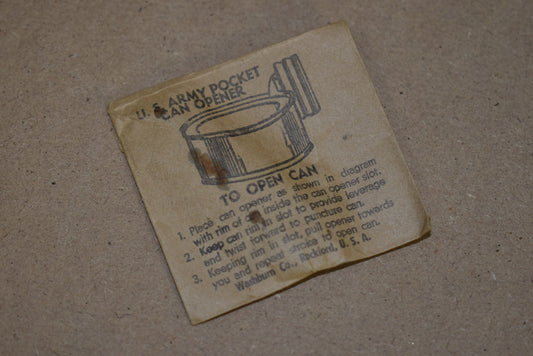 U. S. ARMY POCKET
CAN OPENER
TO OPEN CAN
1. Place can opener as shown in diagram
with rim of can inside the can opener slot.
2. Keep can rim in slot to provide leverage
and twist forward to puncture can.
3. Keeping rim in slot, pull opener towards
you and repeat stroke to open can.
Washburn Co., Rockford, U. S. A.